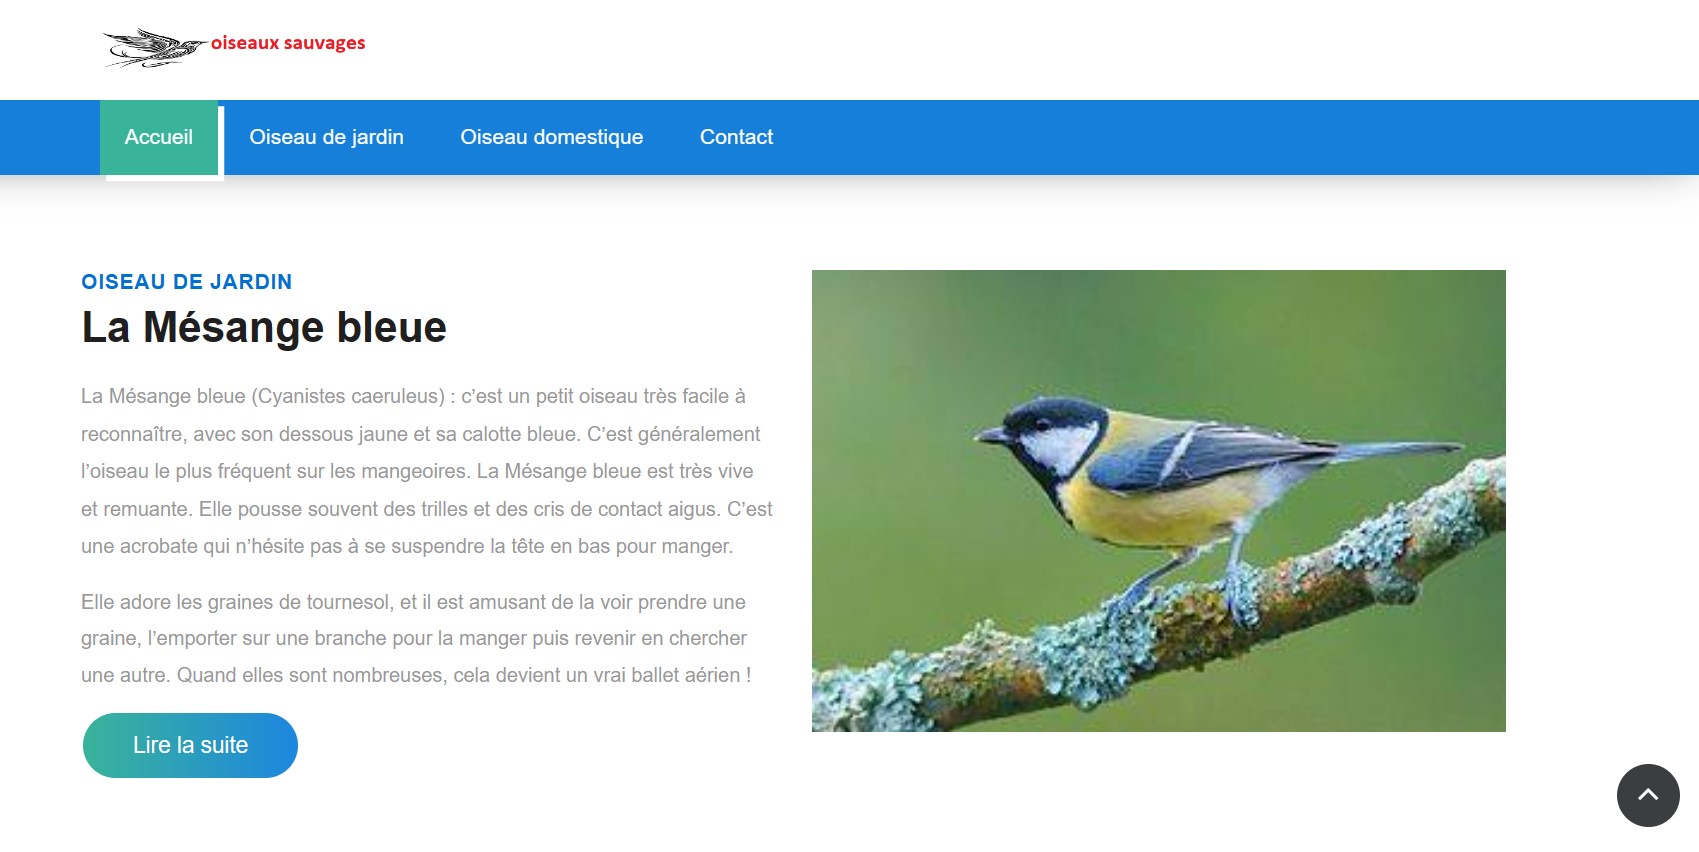 oiseaux sauvages
Accueil
Oiseau de jardin
Oiseau domestique
Contact
OISEAU DE JARDIN
La Mésange bleue
La Mésange bleue (Cyanistes caeruleus) : c’est un petit oiseau très facile à
reconnaître, avec son dessous jaune et sa calotte bleue. C’est généralement
l’oiseau le plus fréquent sur les mangeoires. La Mésange bleue est très vive
et remuante. Elle pousse souvent des trilles et des cris de contact aigus. C’est
une acrobate qui n’hésite pas à se suspendre la tête en bas pour manger.
Elle adore les graines de tournesol, et il est amusant de la voir prendre une
graine, l’emporter sur une branche pour la manger puis revenir en chercher
une autre. Quand elles sont nombreuses, cela devient un vrai ballet aérien !
Lire la suite